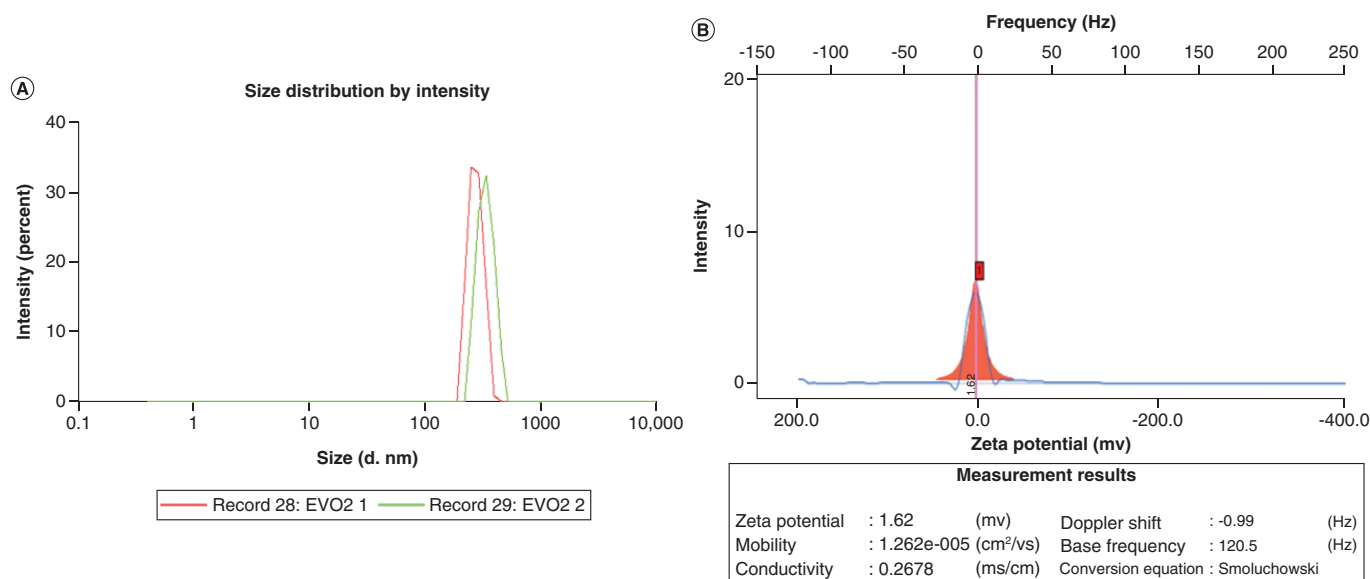 A
Size distribution by intensity
40
30
20
10
0
Intensity (percent)
0.1 1 10 100 1000 10,000
Size (d. nm)
Record 28: EVO2 1 Record 29: EVO2 2
B
Frequency (Hz)
-150 -100 -50 0 50 100 150 200 250
20
10
0
Intensity
1
1.62
200.0 0.0 -200.0 -400.0
Zeta potential (mv)
Measurement results
Zeta potential : 1.62 (mv) Doppler shift : -0.99 (Hz)
Mobility : 1.262e-005 (cm²/vs) Base frequency : 120.5 (Hz)
Conductivity : 0.2678 (ms/cm) Conversion equation : Smoluchowski